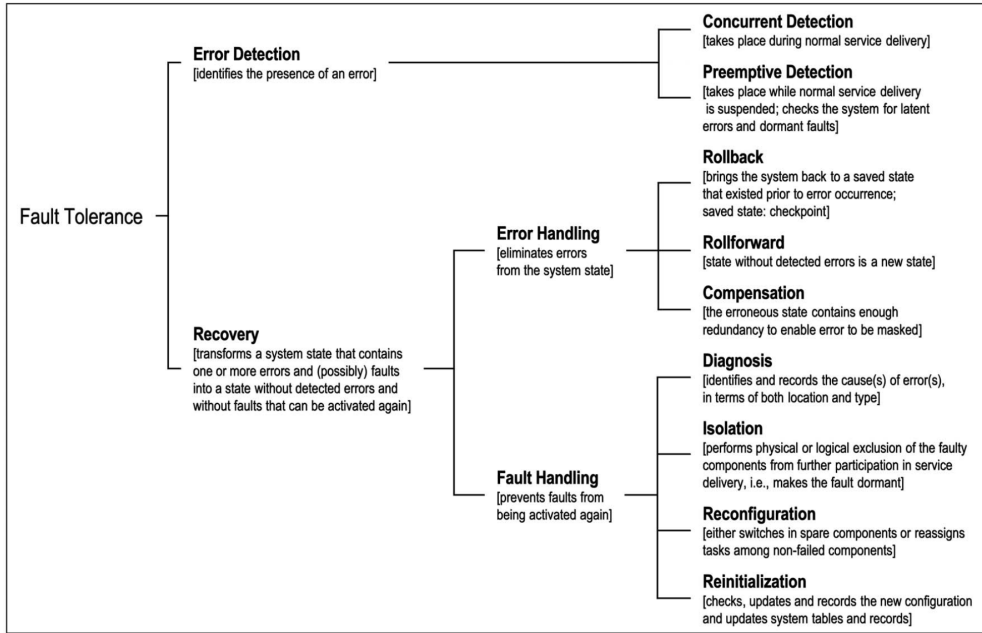 Fault Tolerance
Error Detection
[identifies the presence of an error]
Concurrent Detection
[takes place during normal service delivery]
Preemptive Detection
[takes place while normal service delivery
is suspended; checks the system for latent
errors and dormant faults]
Recovery
[transforms a system state that contains
one or more errors and (possibly) faults
into a state without detected errors and
without faults that can be activated again]
Error Handling
[eliminates errors
from the system state]
Rollback
[brings the system back to a saved state
that existed prior to error occurrence;
saved state: checkpoint]
Rollforward
[state without detected errors is a new state]
Compensation
[the erroneous state contains enough
redundancy to enable error to be masked]
Fault Handling
[prevents faults from
being activated again]
Diagnosis
[identifies and records the cause(s) of error(s),
in terms of both location and type]
Isolation
[performs physical or logical exclusion of the faulty
components from further participation in service
delivery, i.e., makes the fault dormant]
Reconfiguration
[either switches in spare components or reassigns
tasks among non-failed components]
Reinitialization
[checks, updates and records the new configuration
and updates system tables and records]